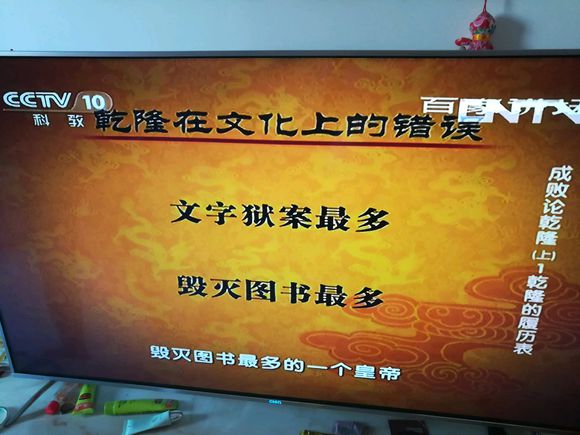 CCTV 10
科教
百家讲坛
CNTV
乾隆在文化上的错误
文字狱案最多
毁灭图书最多
成败论乾隆(上)1乾隆的履历表
毁灭图书最多的一个皇帝